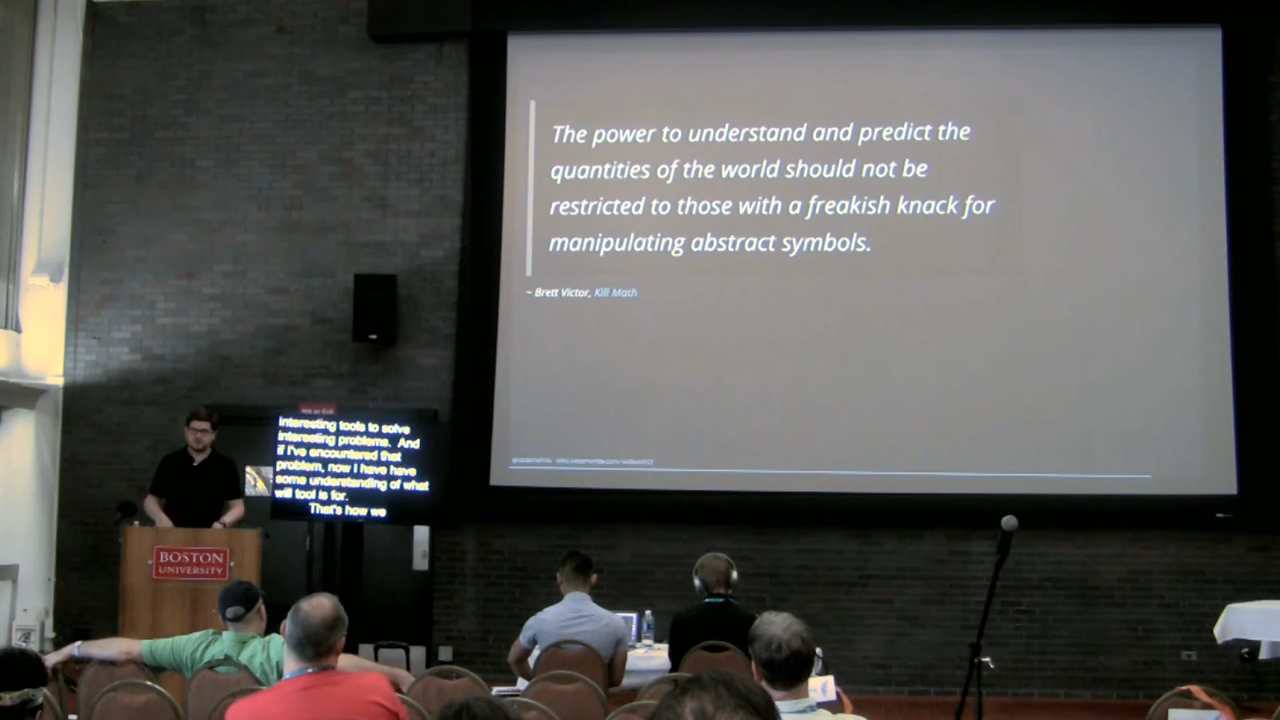 The power to understand and predict the
quantities of the world should not be
restricted to those with a freakish knack for
manipulating abstract symbols.
~ Brett Victor, Kill Math
Interesting tools to solve
interesting problems. And
if I've encountered that
problem, now I have have
some understanding of what
will tool is for.
That's how we
BOSTON
UNIVERSITY